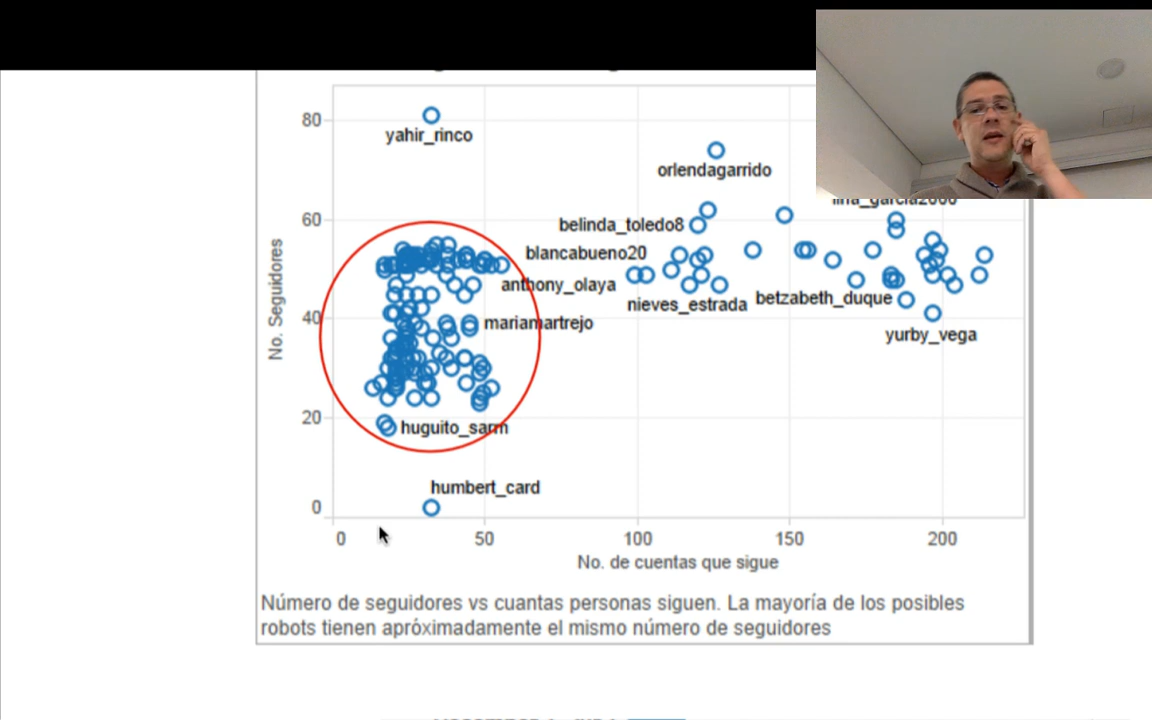 80
yahir_rinco
orlendagarrido
60
belinda_toledo8
blancabueno20
anthony_olaya
nieves_estrada
betzabeth_duque
40
mariamartrejo
yurby_vega
No. Seguidores
20
huguito_sarm
humbert_card
0
0 50 100 150 200
No. de cuentas que sigue
Número de seguidores vs cuantas personas siguen. La mayoría de los posibles
robots tienen apróximadamente el mismo número de seguidores